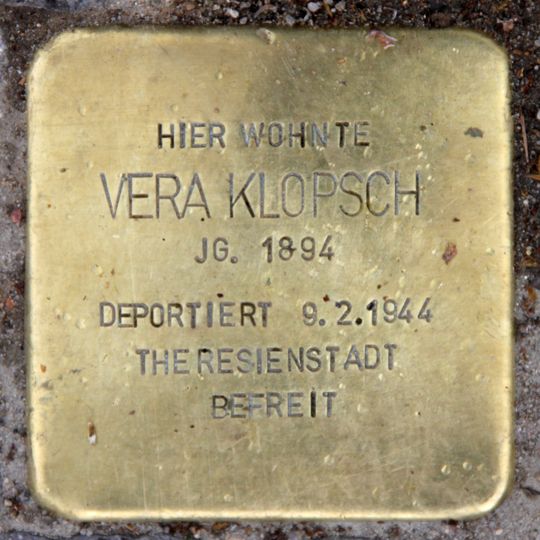 HIER WOHNTE
VERA KLOPSCH
JG. 1894
DEPORTIERT 9.2.1944
THERESIENSTADT
BEFREIT